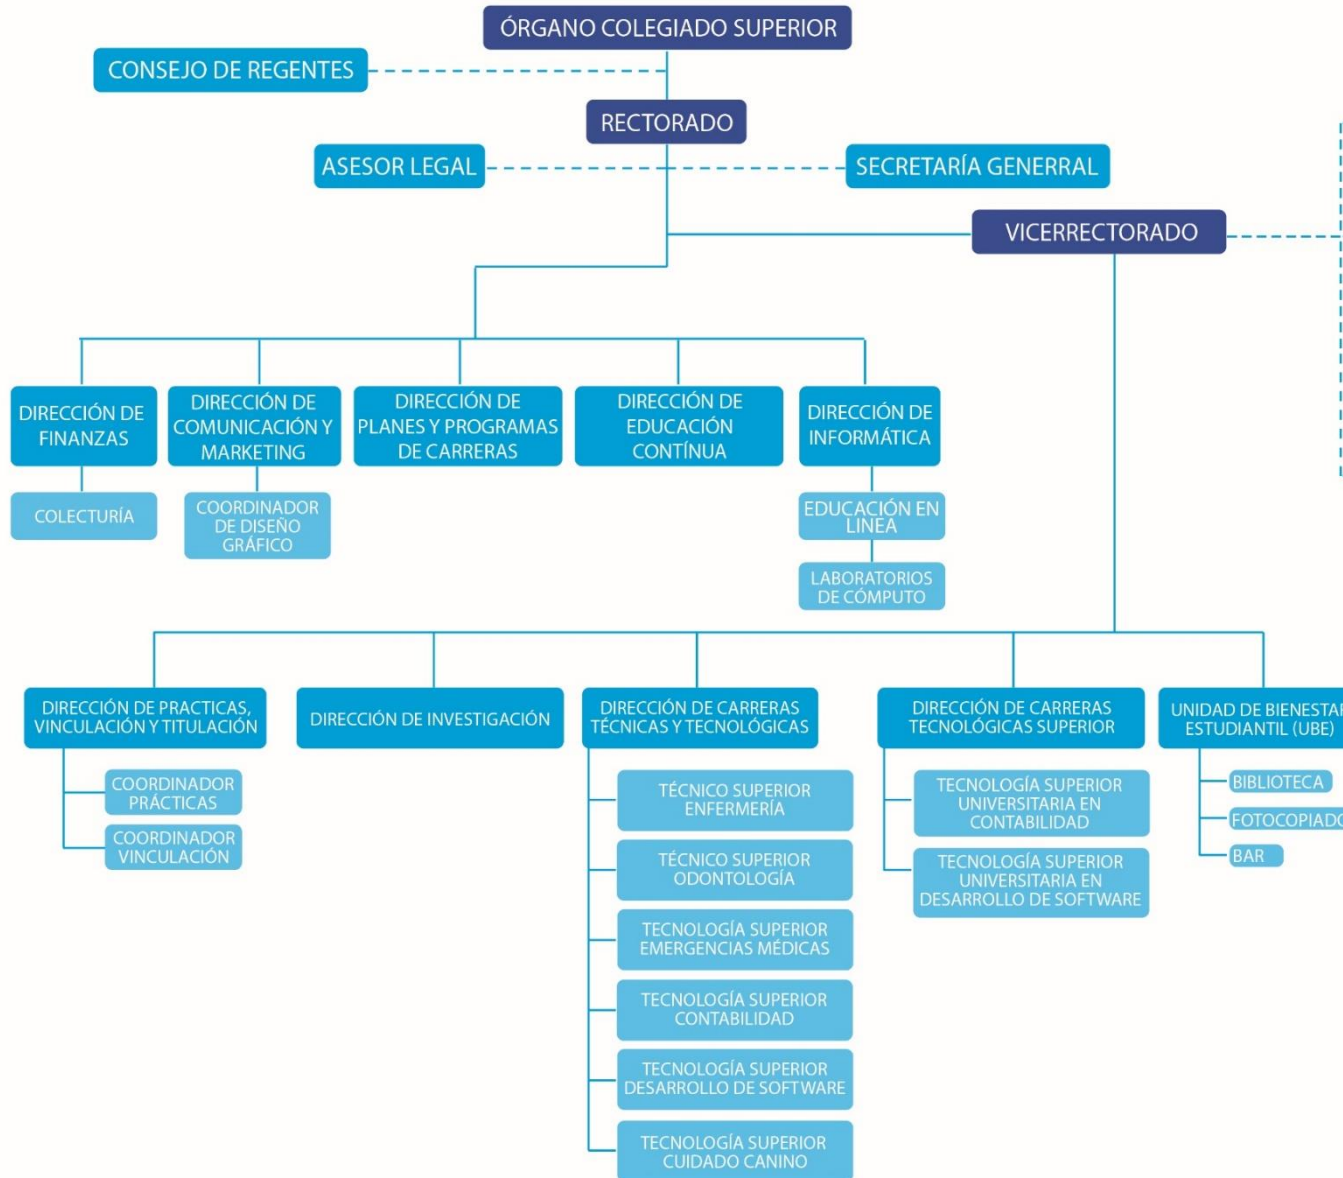 ÓRGANO COLEGIADO SUPERIOR
CONSEJO DE REGENTES
RECTORADO
ASESOR LEGAL
SECRETARÍA GENERRAL
VICERRECTORADO
DIRECCIÓN DE
FINANZAS
DIRECCIÓN DE
COMUNICACIÓN Y
MARKETING
DIRECCIÓN DE
PLANES Y PROGRAMAS
DE CARRERAS
DIRECCIÓN DE
EDUCACIÓN
CONTÍNUA
DIRECCIÓN DE
INFORMÁTICA
COLECTURÍA
COORDINADOR
DE DISEÑO
GRÁFICO
EDUCACIÓN EN
LINEA
LABORATORIOS
DE CÓMPUTO
DIRECCIÓN DE PRACTICAS,
VINCULACIÓN Y TITULACIÓN
DIRECCIÓN DE INVESTIGACIÓN
DIRECCIÓN DE CARRERAS
TÉCNICAS Y TECNOLÓGICAS
DIRECCIÓN DE CARRERAS
TECNOLÓGICAS SUPERIOR
UNIDAD DE BIENESTAR
ESTUDIANTIL (UBE)
COORDINADOR
PRÁCTICAS
COORDINADOR
VINCULACIÓN
TÉCNICO SUPERIOR
ENFERMERÍA
TÉCNICO SUPERIOR
ODONTOLOGÍA
TECNOLOGÍA SUPERIOR
EMERGENCIAS MÉDICAS
TECNOLOGÍA SUPERIOR
CONTABILIDAD
TECNOLOGÍA SUPERIOR
DESARROLLO DE SOFTWARE
TECNOLOGÍA SUPERIOR
CUIDADO CANINO
TECNOLOGÍA SUPERIOR
UNIVERSITARIA EN
CONTABILIDAD
TECNOLOGÍA SUPERIOR
UNIVERSITARIA EN
DESARROLLO DE SOFTWARE
BIBLIOTECA
FOTOCOPIADO
BAR